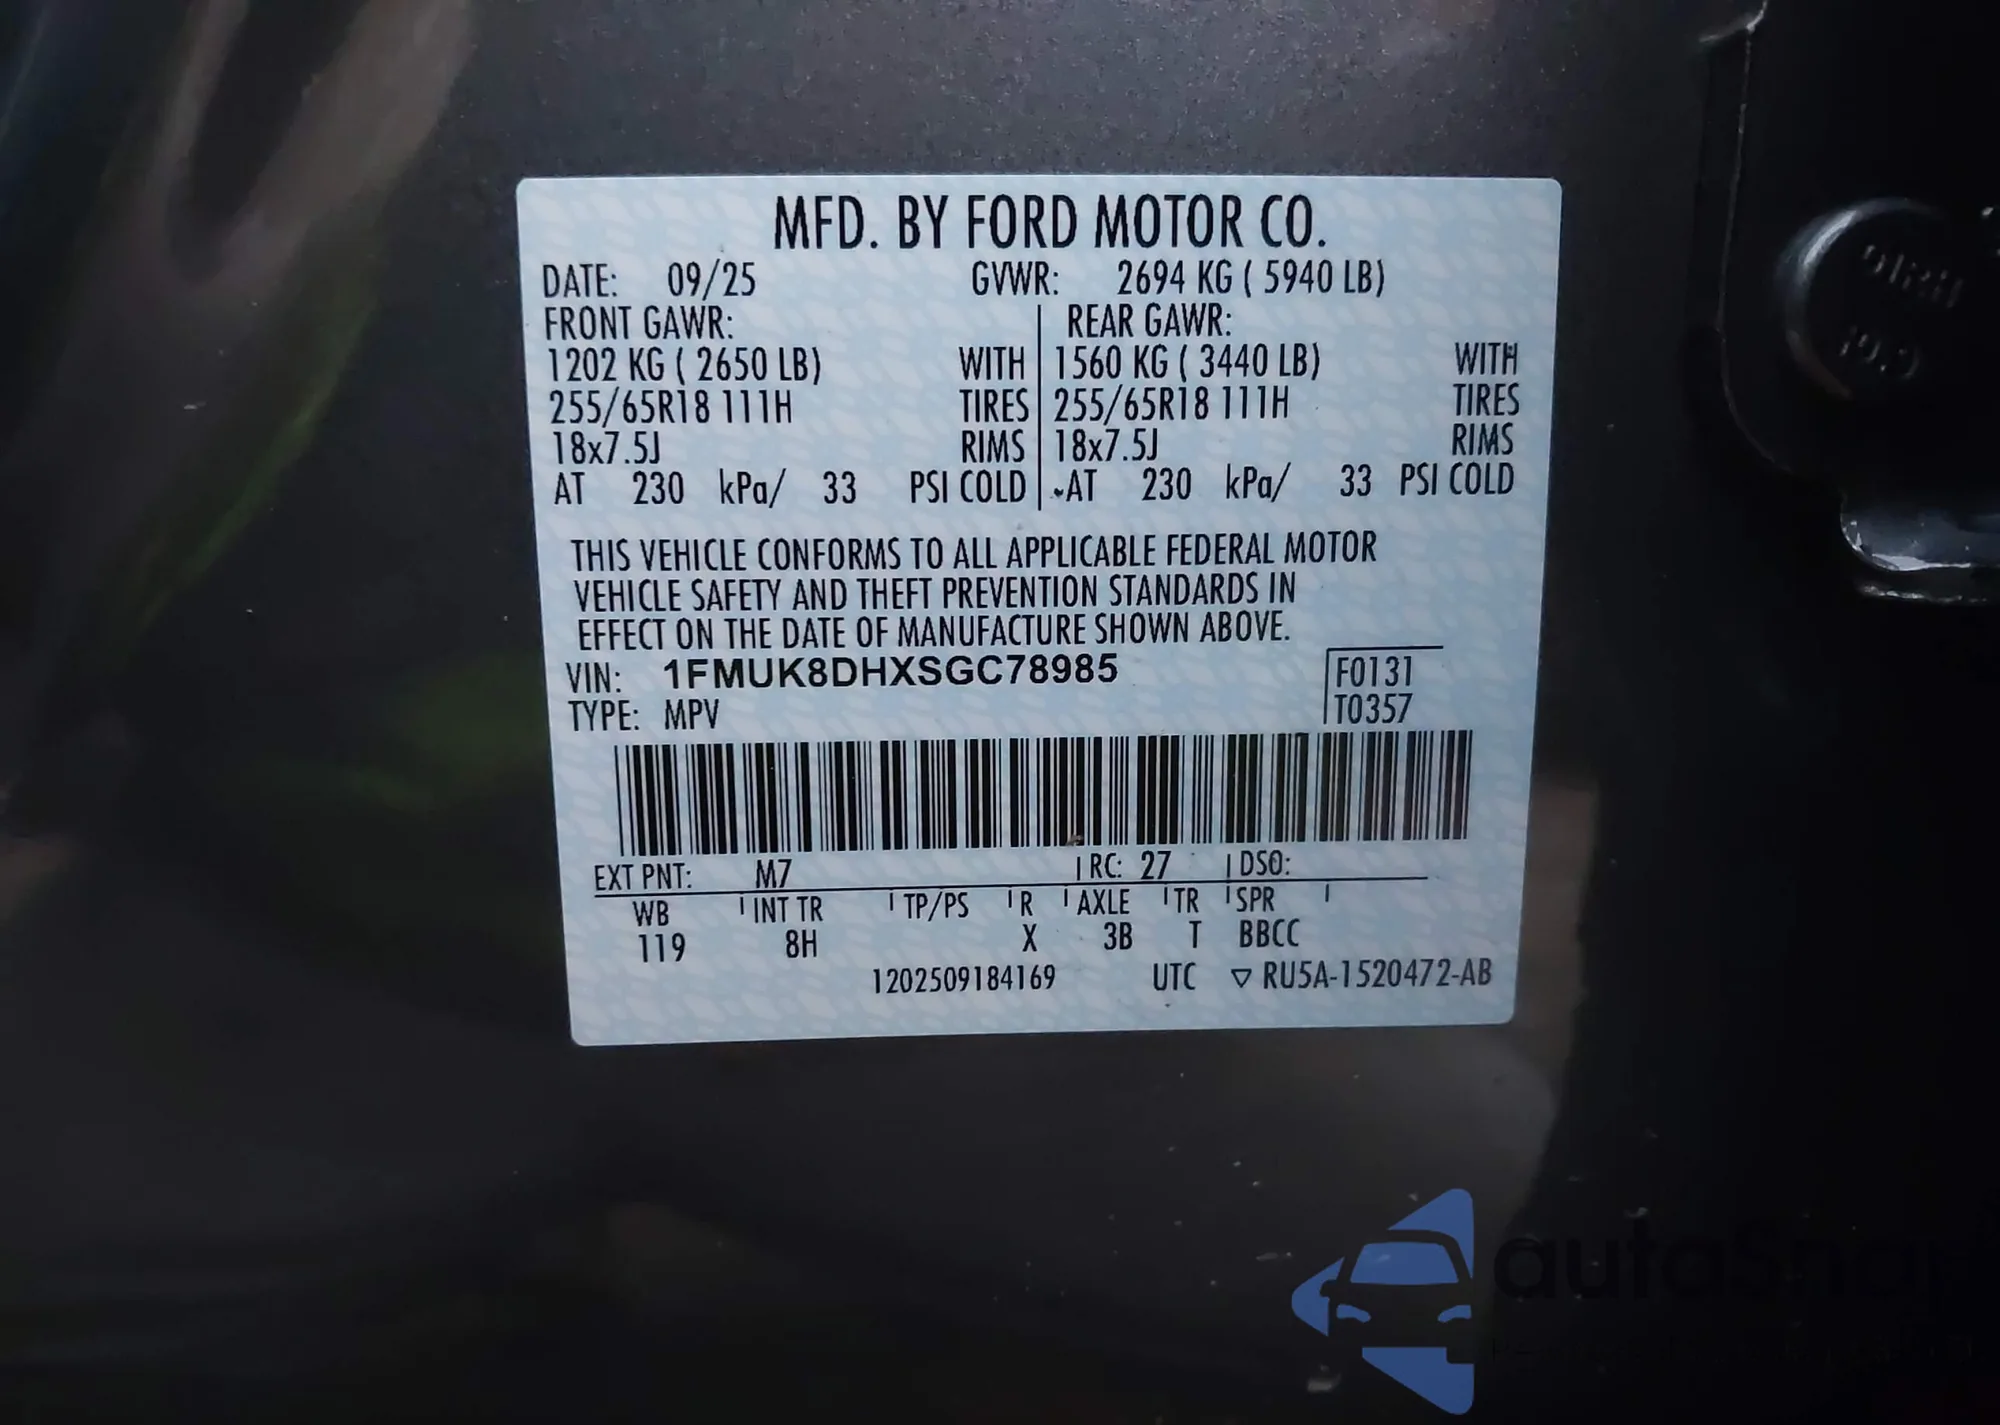 MFD. BY FORD MOTOR CO.
DATE: 09/25 GVWR: 2694 KG ( 5940 LB)
FRONT GAWR: REAR GAWR:
1202 KG ( 2650 LB) WITH 1560 KG ( 3440 LB) WITH
255/65R18 111H TIRES 255/65R18 111H TIRES
18x7.5J RIMS 18x7.5J RIMS
AT 230 kPa/ 33 PSI COLD AT 230 kPa/ 33 PSI COLD
THIS VEHICLE CONFORMS TO ALL APPLICABLE FEDERAL MOTOR
VEHICLE SAFETY AND THEFT PREVENTION STANDARDS IN
EFFECT ON THE DATE OF MANUFACTURE SHOWN ABOVE.
VIN: 1FMUK8DHXSGC78985 F0131
TYPE: MPV T0357
EXT PNT: M7 RC: 27 DSO:
WB INT TR TP/PS R AXLE TR SPR
119 8H X 3B T BBCC
1202509184169 UTC ▽ RU5A-1520472-AB